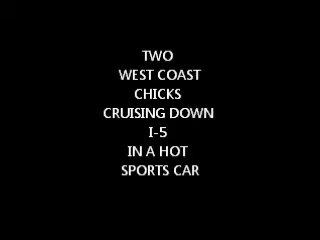 TWO
WEST COAST
CHICKS
CRUISING DOWN
I-5
IN A HOT
SPORTS CAR